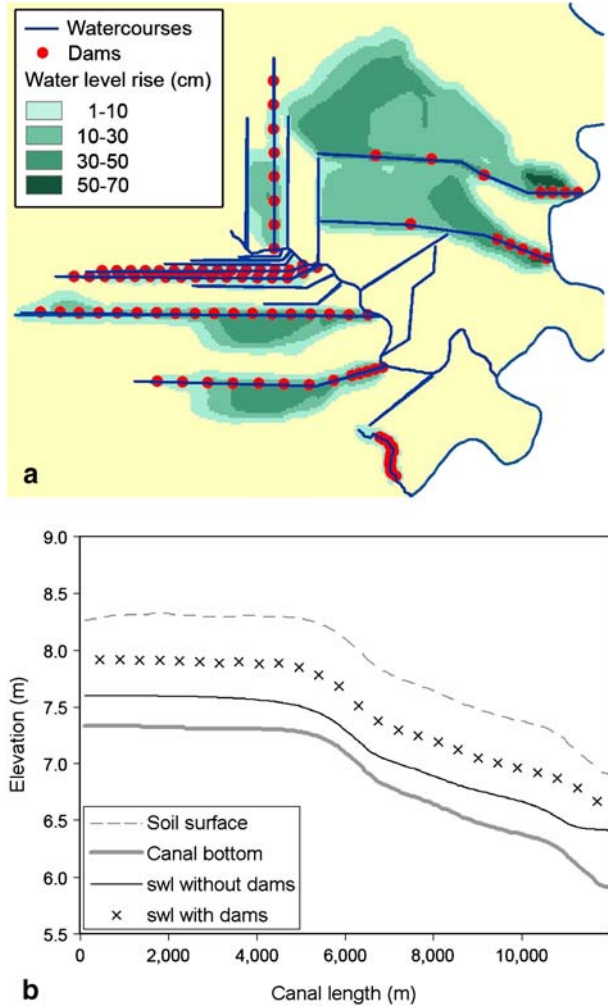 Watercourses
Dams
Water level rise (cm)
1-10
10-30
30-50
50-70
a
9.0
8.5
8.0
7.5
7.0
6.5
6.0
5.5
Elevation (m)
Soil surface
Canal bottom
swl without dams
swl with dams
0 2,000 4,000 6,000 8,000 10,000
Canal length (m)
b